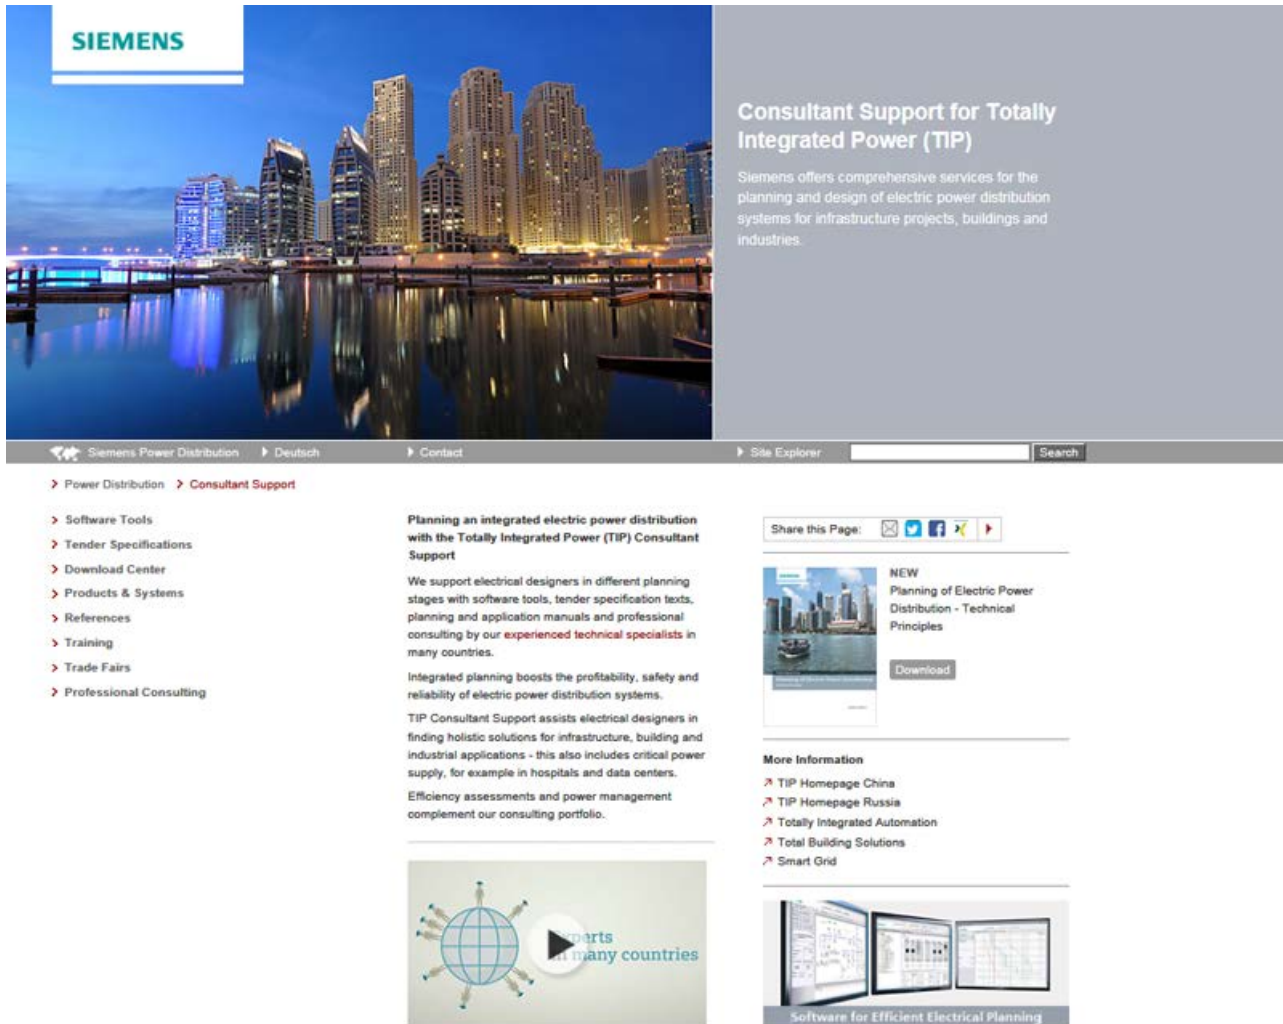 SIEMENS
Consultant Support for Totally
Integrated Power (TIP)
Siemens offers comprehensive services for the
planning and design of electric power distribution
systems for infrastructure projects, buildings and
industries.
Siemens Power Distribution
Deutsch
Contact
Site Explorer
Search
Power Distribution
Consultant Support
Software Tools
Tender Specifications
Download Center
Products & Systems
References
Training
Trade Fairs
Professional Consulting
Planning an integrated electric power distribution
with the Totally Integrated Power (TIP) Consultant
Support
We support electrical designers in different planning
stages with software tools, tender specification texts,
planning and application manuals and professional
consulting by our experienced technical specialists in
many countries.
Integrated planning boosts the profitability, safety and
reliability of electric power distribution systems.
TIP Consultant Support assists electrical designers in
finding holistic solutions for infrastructure, building and
industrial applications - this also includes critical power
supply, for example in hospitals and data centers.
Efficiency assessments and power management
complement our consulting portfolio.
Experts
in many countries
Share this Page:
NEW
Planning of Electric Power
Distribution - Technical
Principles
Download
More Information
TIP Homepage China
TIP Homepage Russia
Totally Integrated Automation
Total Building Solutions
Smart Grid
Software for Efficient Electrical Planning